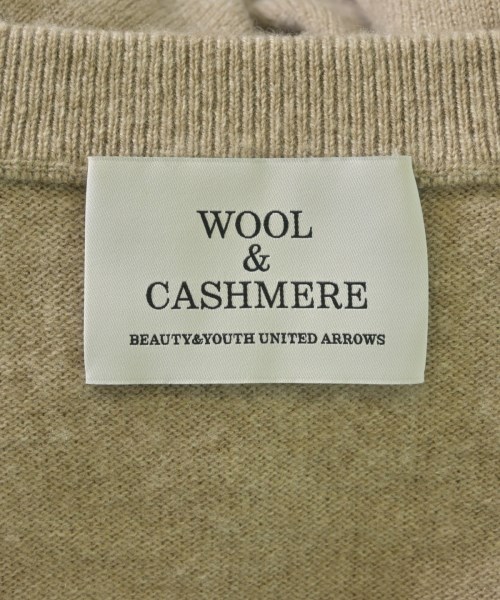 WOOL
&
CASHMERE
BEAUTY&YOUTH UNITED ARROWS